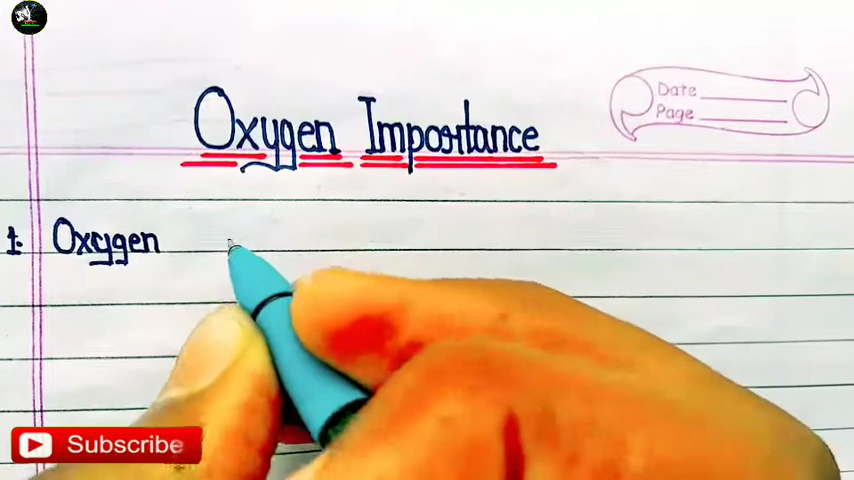 Oxygen Importance
Date
Page
1. Oxygen
Subscribe